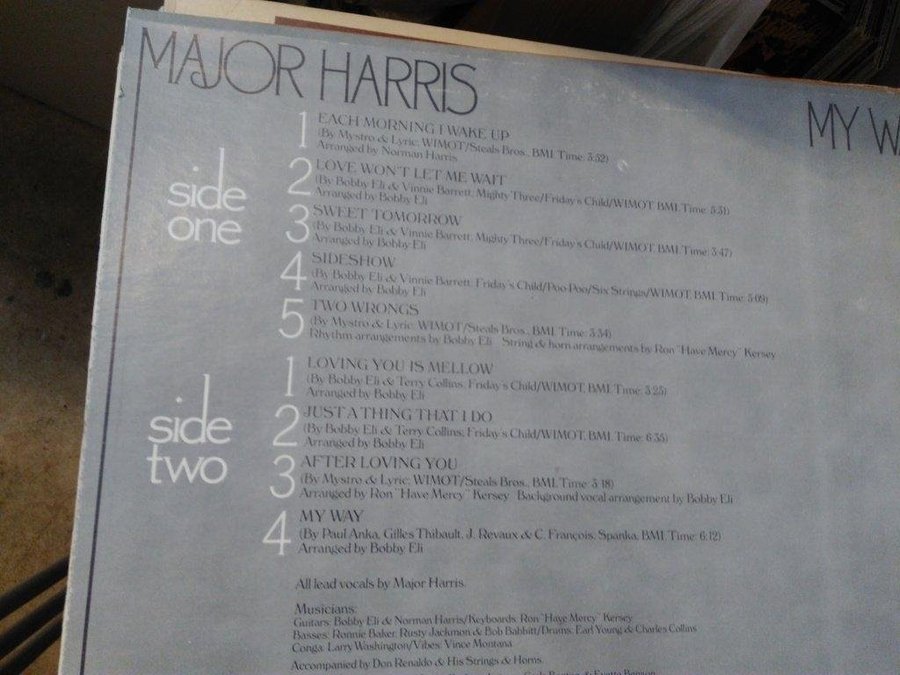 MAJOR HARRIS
MY WA
side
one
1 EACH MORNING I WAKE UP
(By Mystro & Lyric; WIMOT/Steals Bros., BMI. Time: 3:32)
Arranged by Norman Harris
2 LOVE WON'T LET ME WAIT
(By Bobby Eli & Vinnie Barrett, Mighty Three/Friday's Child/WIMOT, BMI. Time: 5:31)
Arranged by Bobby Eli
3 SWEET TOMORROW
(By Bobby Eli & Vinnie Barrett, Mighty Three/Friday's Child/WIMOT, BMI. Time: 3:47)
Arranged by Bobby Eli
4 SIDESHOW
(By Bobby Eli & Vinnie Barrett, Friday's Child/Poo-Poo/Six Strings/WIMOT, BMI. Time: 5:09)
Arranged by Bobby Eli
5 TWO WRONGS
(By Mystro & Lyric; WIMOT/Steals Bros., BMI. Time: 3:34)
Rhythm arrangements by Bobby Eli String & horn arrangements by Ron "Have Mercy" Kersey
side
two
1 LOVING YOU IS MELLOW
(By Bobby Eli & Terry Collins, Friday's Child/WIMOT, BMI. Time: 3:25)
Arranged by Bobby Eli
2 JUST A THING THAT I DO
(By Bobby Eli & Terry Collins; Friday's Child/WIMOT, BMI. Time: 6:35)
Arranged by Bobby Eli
3 AFTER LOVING YOU
(By Mystro & Lyric; WIMOT/Steals Bros., BMI. Time: 3:18)
Arranged by Ron "Have Mercy" Kersey Background vocal arrangement by Bobby Eli
4 MY WAY
(By Paul Anka, Gilles Thibault, J. Revaux & C. François; Spanka, BMI. Time: 6:12)
Arranged by Bobby Eli
All lead vocals by Major Harris.
Musicians:
Guitars: Bobby Eli & Norman Harris/Keyboards: Ron "Have Mercy" Kersey
Basses: Ronnie Baker, Rusty Jackmon & Bob Babbitt/Drums: Earl Young & Charles Collins
Conga: Larry Washington/Vibes: Vince Montana
Accompanied by Don Renaldo & His Strings & Horns.